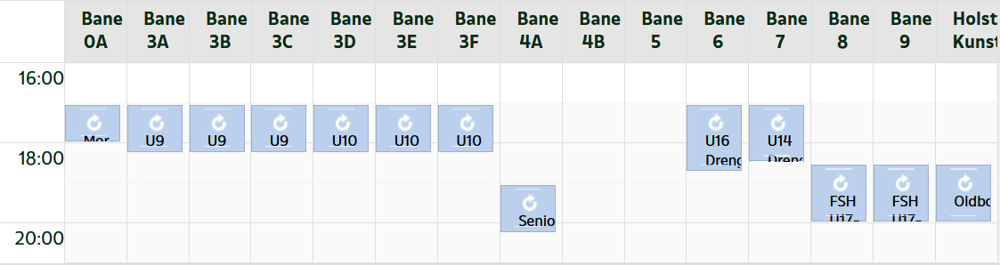 Bane 0A Bane 3A Bane 3B Bane 3C Bane 3D Bane 3E Bane 3F Bane 4A Bane 4B Bane 5 Bane 6 Bane 7 Bane 8 Bane 9 Holst Kunst
16:00
Mor-
U9
U9
U9
U10
U10
U10
U16 Dreng
U14 Dreng
18:00
FSH U17-
FSH U17-
Oldbo
Senio
20:00